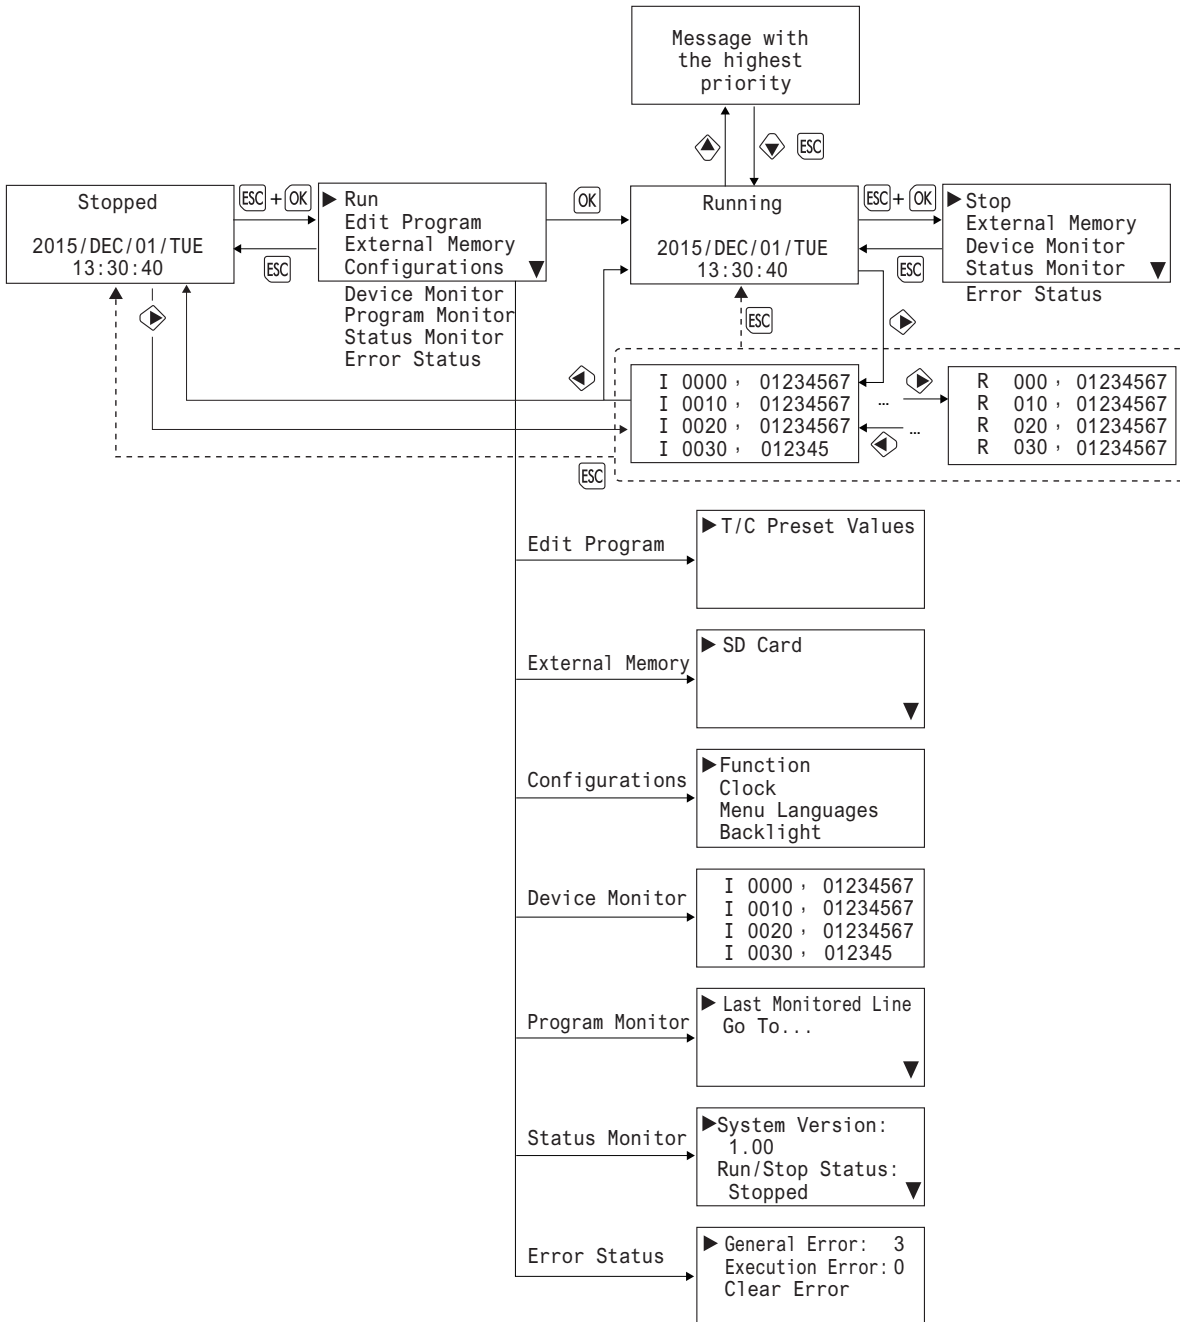 Message with
the highest
priority
ESC
Stopped
2015/DEC/01/TUE
13:30:40
ESC + OK
ESC
Run
Edit Program
External Memory
Configurations
Device Monitor
Program Monitor
Status Monitor
Error Status
OK
Running
2015/DEC/01/TUE
13:30:40
ESC + OK
ESC
Stop
External Memory
Device Monitor
Status Monitor
Error Status
ESC
I 0000, 01234567
I 0010, 01234567
I 0020, 01234567
I 0030, 012345
...
...
R 000, 01234567
R 010, 01234567
R 020, 01234567
R 030, 01234567
ESC
Edit Program
T/C Preset Values
External Memory
SD Card
Configurations
Function
Clock
Menu Languages
Backlight
Device Monitor
I 0000, 01234567
I 0010, 01234567
I 0020, 01234567
I 0030, 012345
Program Monitor
Last Monitored Line
Go To...
Status Monitor
System Version:
1.00
Run/Stop Status:
Stopped
Error Status
General Error: 3
Execution Error: 0
Clear Error